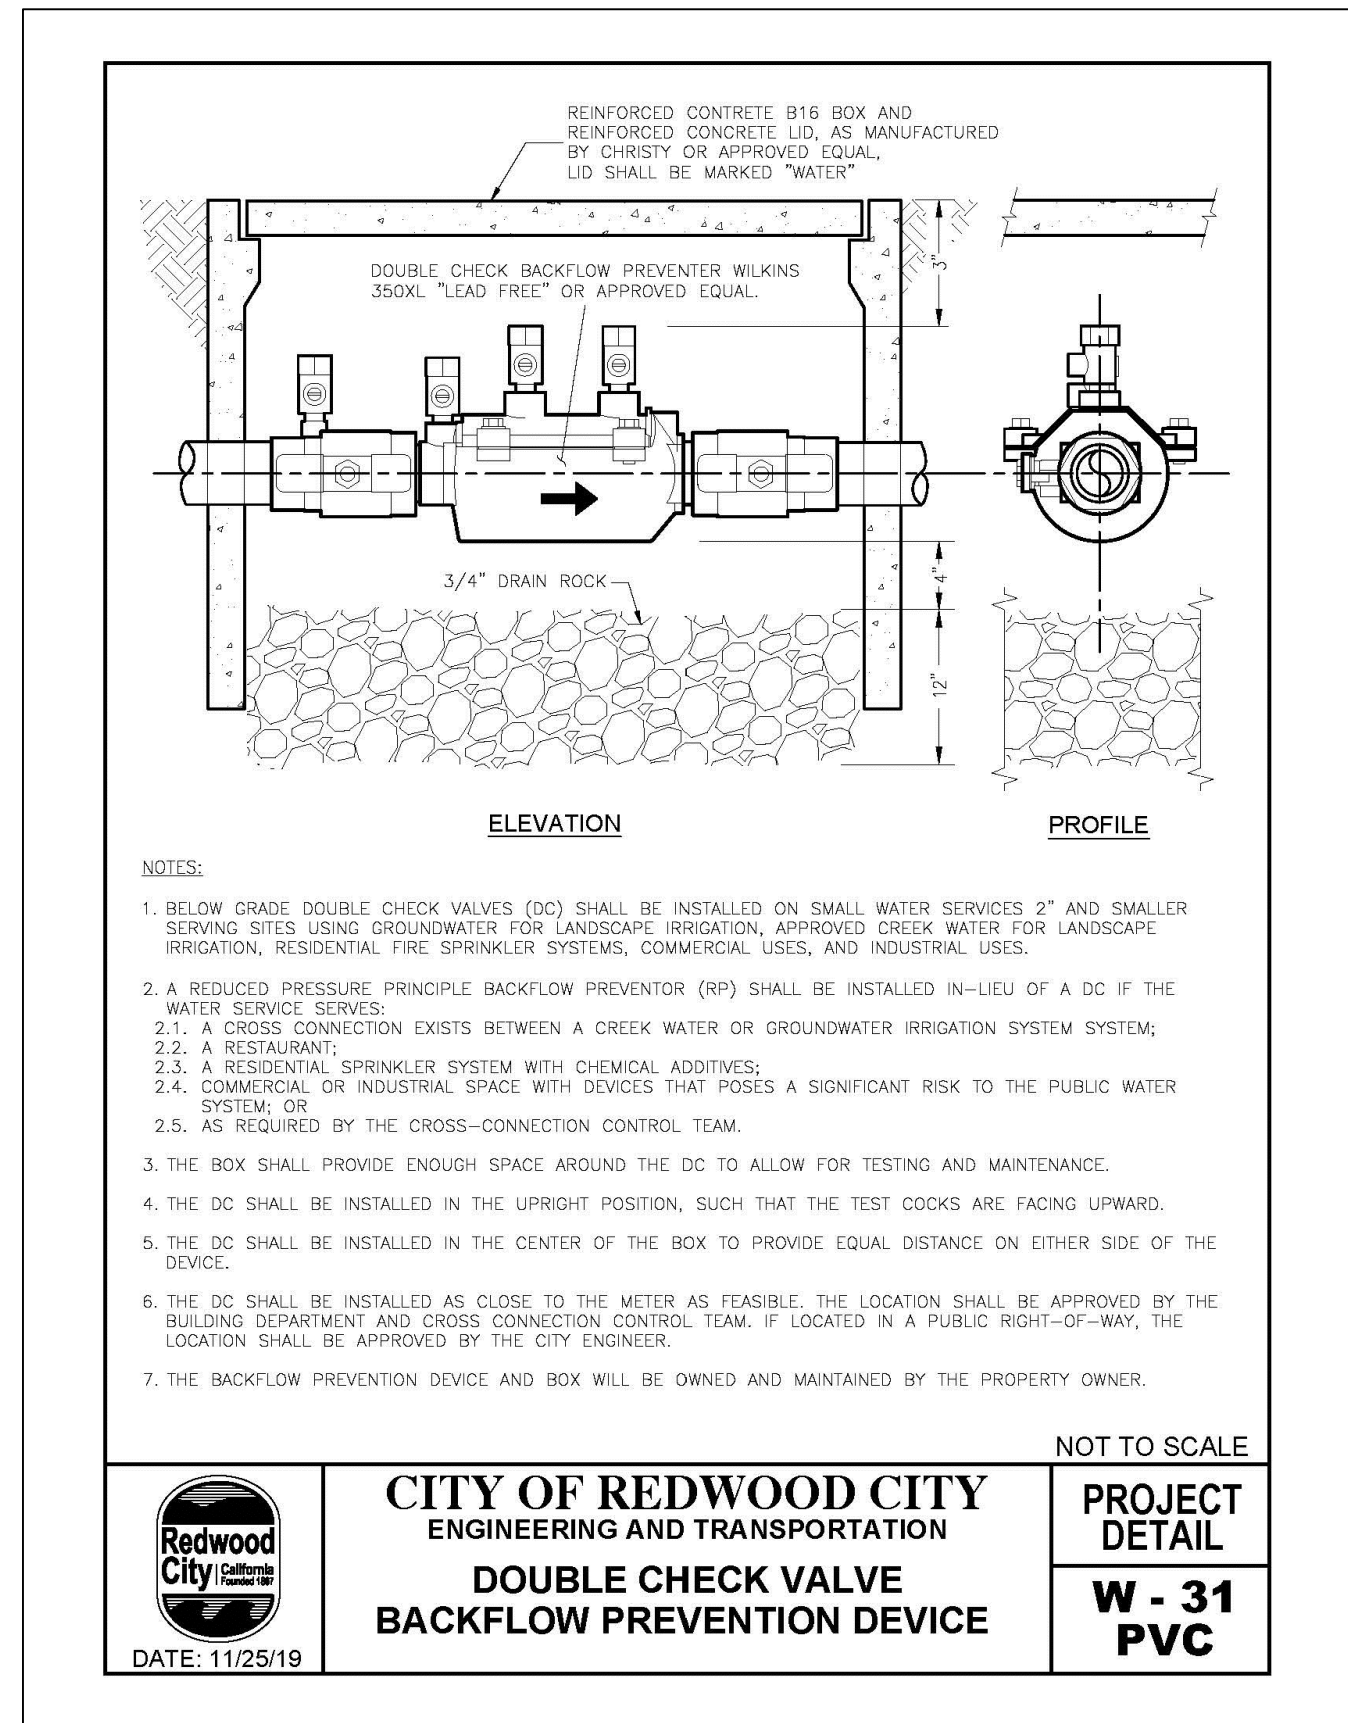 REINFORCED CONTRETE B16 BOX AND
REINFORCED CONCRETE LID, AS MANUFACTURED
BY CHRISTY OR APPROVED EQUAL,
LID SHALL BE MARKED "WATER"
3"
DOUBLE CHECK BACKFLOW PREVENTER WILKINS
350XL "LEAD FREE" OR APPROVED EQUAL.
3/4" DRAIN ROCK
4"
12"
ELEVATION
PROFILE
NOTES:
1. BELOW GRADE DOUBLE CHECK VALVES (DC) SHALL BE INSTALLED ON SMALL WATER SERVICES 2" AND SMALLER
SERVING SITES USING GROUNDWATER FOR LANDSCAPE IRRIGATION, APPROVED CREEK WATER FOR LANDSCAPE
IRRIGATION, RESIDENTIAL FIRE SPRINKLER SYSTEMS, COMMERCIAL USES, AND INDUSTRIAL USES.
2. A REDUCED PRESSURE PRINCIPLE BACKFLOW PREVENTOR (RP) SHALL BE INSTALLED IN-LIEU OF A DC IF THE
WATER SERVICE SERVES:
2.1. A CROSS CONNECTION EXISTS BETWEEN A CREEK WATER OR GROUNDWATER IRRIGATION SYSTEM SYSTEM;
2.2. A RESTAURANT;
2.3. A RESIDENTIAL SPRINKLER SYSTEM WITH CHEMICAL ADDITIVES;
2.4. COMMERCIAL OR INDUSTRIAL SPACE WITH DEVICES THAT POSES A SIGNIFICANT RISK TO THE PUBLIC WATER
SYSTEM; OR
2.5. AS REQUIRED BY THE CROSS-CONNECTION CONTROL TEAM.
3. THE BOX SHALL PROVIDE ENOUGH SPACE AROUND THE DC TO ALLOW FOR TESTING AND MAINTENANCE.
4. THE DC SHALL BE INSTALLED IN THE UPRIGHT POSITION, SUCH THAT THE TEST COCKS ARE FACING UPWARD.
5. THE DC SHALL BE INSTALLED IN THE CENTER OF THE BOX TO PROVIDE EQUAL DISTANCE ON EITHER SIDE OF THE
DEVICE.
6. THE DC SHALL BE INSTALLED AS CLOSE TO THE METER AS FEASIBLE. THE LOCATION SHALL BE APPROVED BY THE
BUILDING DEPARTMENT AND CROSS CONNECTION CONTROL TEAM. IF LOCATED IN A PUBLIC RIGHT-OF-WAY, THE
LOCATION SHALL BE APPROVED BY THE CITY ENGINEER.
7. THE BACKFLOW PREVENTION DEVICE AND BOX WILL BE OWNED AND MAINTAINED BY THE PROPERTY OWNER.
NOT TO SCALE
Redwood
City California
Founded 1867
DATE: 11/25/19
CITY OF REDWOOD CITY
ENGINEERING AND TRANSPORTATION
DOUBLE CHECK VALVE
BACKFLOW PREVENTION DEVICE
PROJECT
DETAIL
W - 31
PVC